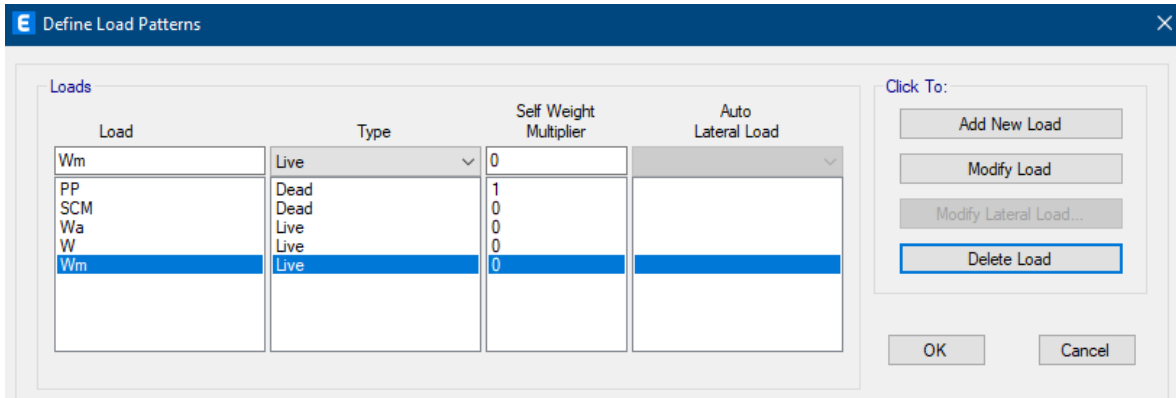 E Define Load Patterns
Loads
Click To:
Load Type Self Weight Multiplier Auto Lateral Load
Wm Live 0
PP Dead 1
SCM Dead 0
Wa Live 0
W Live 0
Wm Live 0
Add New Load
Modify Load
Modify Lateral Load...
Delete Load
OK Cancel